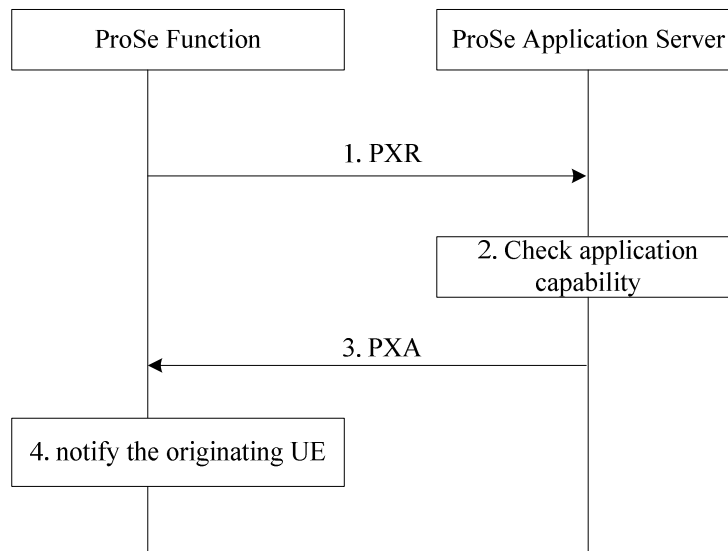 ProSe Function
ProSe Application Server
1. PXR
2. Check application
capability
3. PXA
4. notify the originating UE